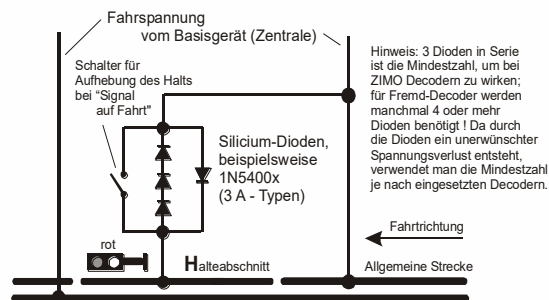 Fahrspannung
vom Basisgerät (Zentrale)
Schalter für
Aufhebung des Halts
bei "Signal
auf Fahrt"
Silicium-Dioden,
beispielsweise
1N5400x
(3 A - Typen)
Hinweis: 3 Dioden in Serie
ist die Mindestzahl, um bei
ZIMO Decodern zu wirken;
für Fremd-Decoder werden
manchmal 4 oder mehr
Dioden benötigt ! Da durch
die Dioden ein unerwünschter
Spannungsverlust entsteht,
verwendet man die Mindestzahl
je nach eingesetzten Decodern.
Fahrtrichtung
rot
Halteabschnitt
Allgemeine Strecke